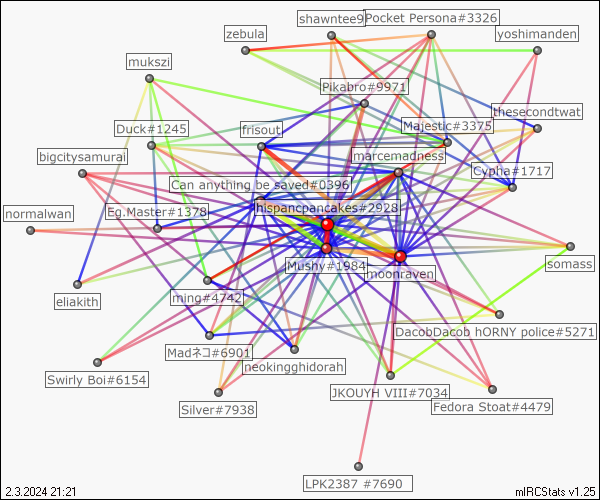 shawntee9
Pocket Persona#3326
zebula
yoshimanden
mukszi
Pikabro#9971
thesecondtwat
Duck#1245
frisout
Majestic#3375
bigcitysamurai
marcemadness
Cypha#1717
Can anything be saved#0396
normalwan
Eg.Master#1378
hispancpancakes#2928
somass
Mushy#1984
moonraven
eliakith
ming#4742
DacobDacob hORNY police#5271
Madネコ#6901
neokingghidorah
Swirly Boi#6154
JKOUYH VIII#7034
Silver#7938
Fedora Stoat#4479
LPK2387 #7690
2.3.2024 21:21
mIRCStats v1.25